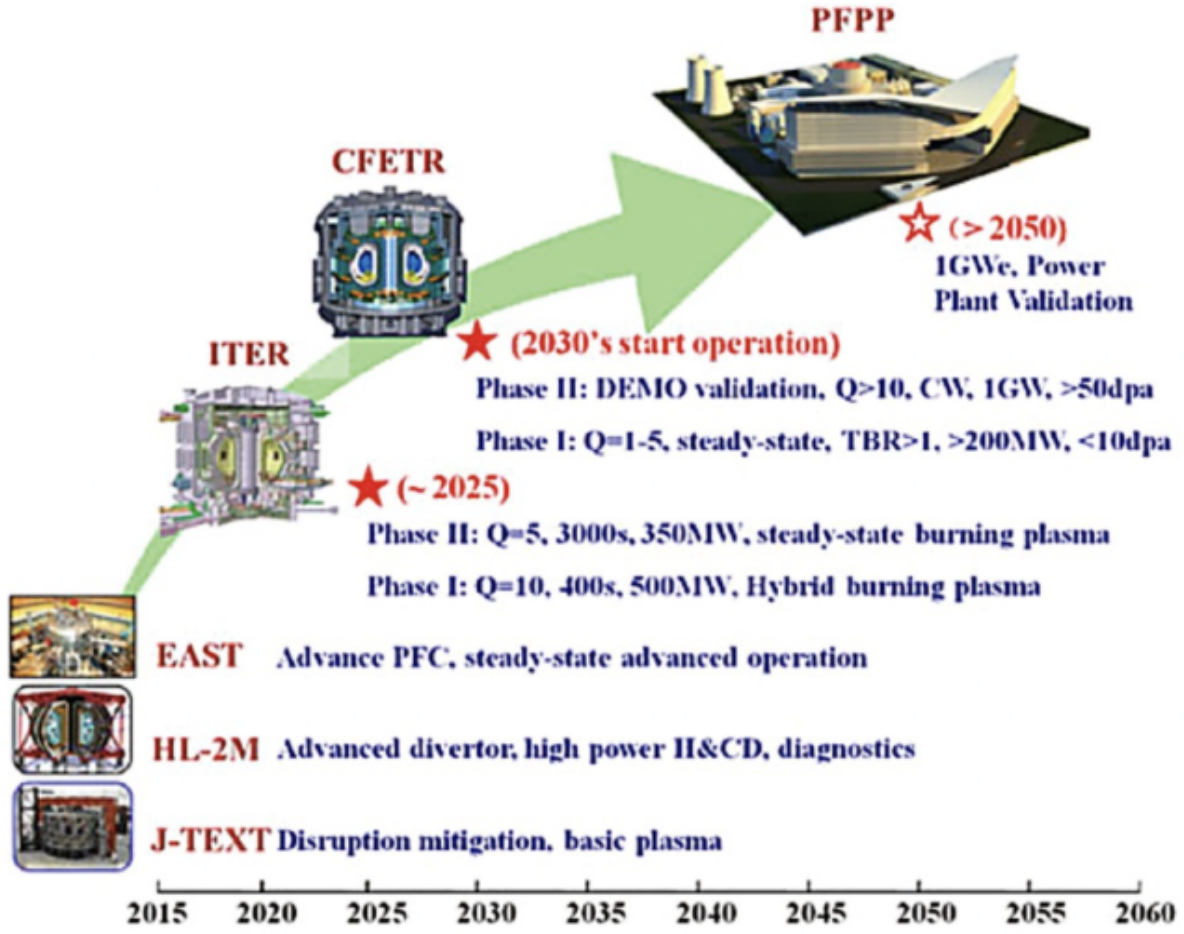 PFPP
CFETR
☆ (> 2050)
1GWe, Power
Plant Validation
ITER
★ (2030's start operation)
Phase II: DEMO validation, Q>10, CW, 1GW, >50dpa
Phase I: Q=1-5, steady-state, TBR>1, >200MW, <10dpa
★ (~ 2025)
Phase II: Q=5, 3000s, 350MW, steady-state burning plasma
Phase I: Q=10, 400s, 500MW, Hybrid burning plasma
EAST Advance PFC, steady-state advanced operation
HL-2M Advanced divertor, high power H&CD, diagnostics
J-TEXT Disruption mitigation, basic plasma
2015 2020 2025 2030 2035 2040 2045 2050 2055 2060